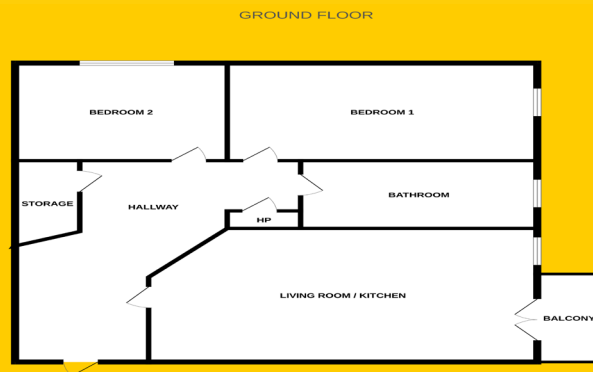 GROUND FLOOR
BEDROOM 2
BEDROOM 1
BATHROOM
STORAGE
HALLWAY
HP
LIVING ROOM / KITCHEN
BALCONY